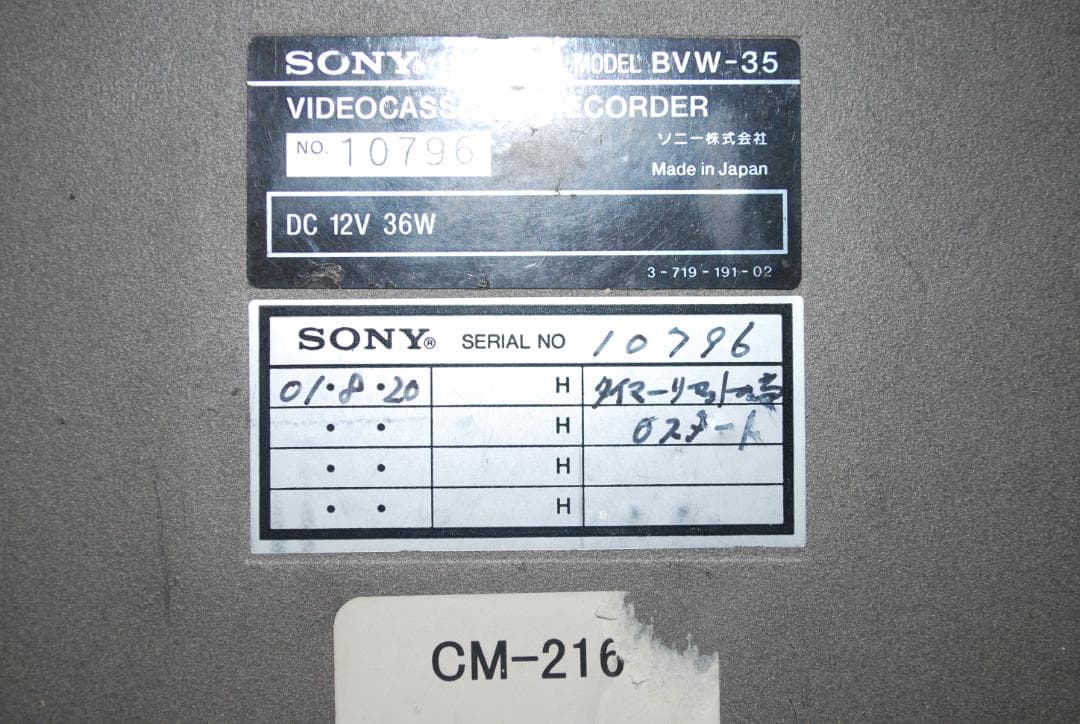 SONY® MODEL BVW-35
VIDEOCASSETTE RECORDER
ソニー株式会社
NO. 10796
Made in Japan
DC 12V 36W
3-719-191-02
SONY® SERIAL NO 10796
01・8・20 H タイマーリセット
・ ・ H 0スタート
・ ・ H
・ ・ H
CM-216